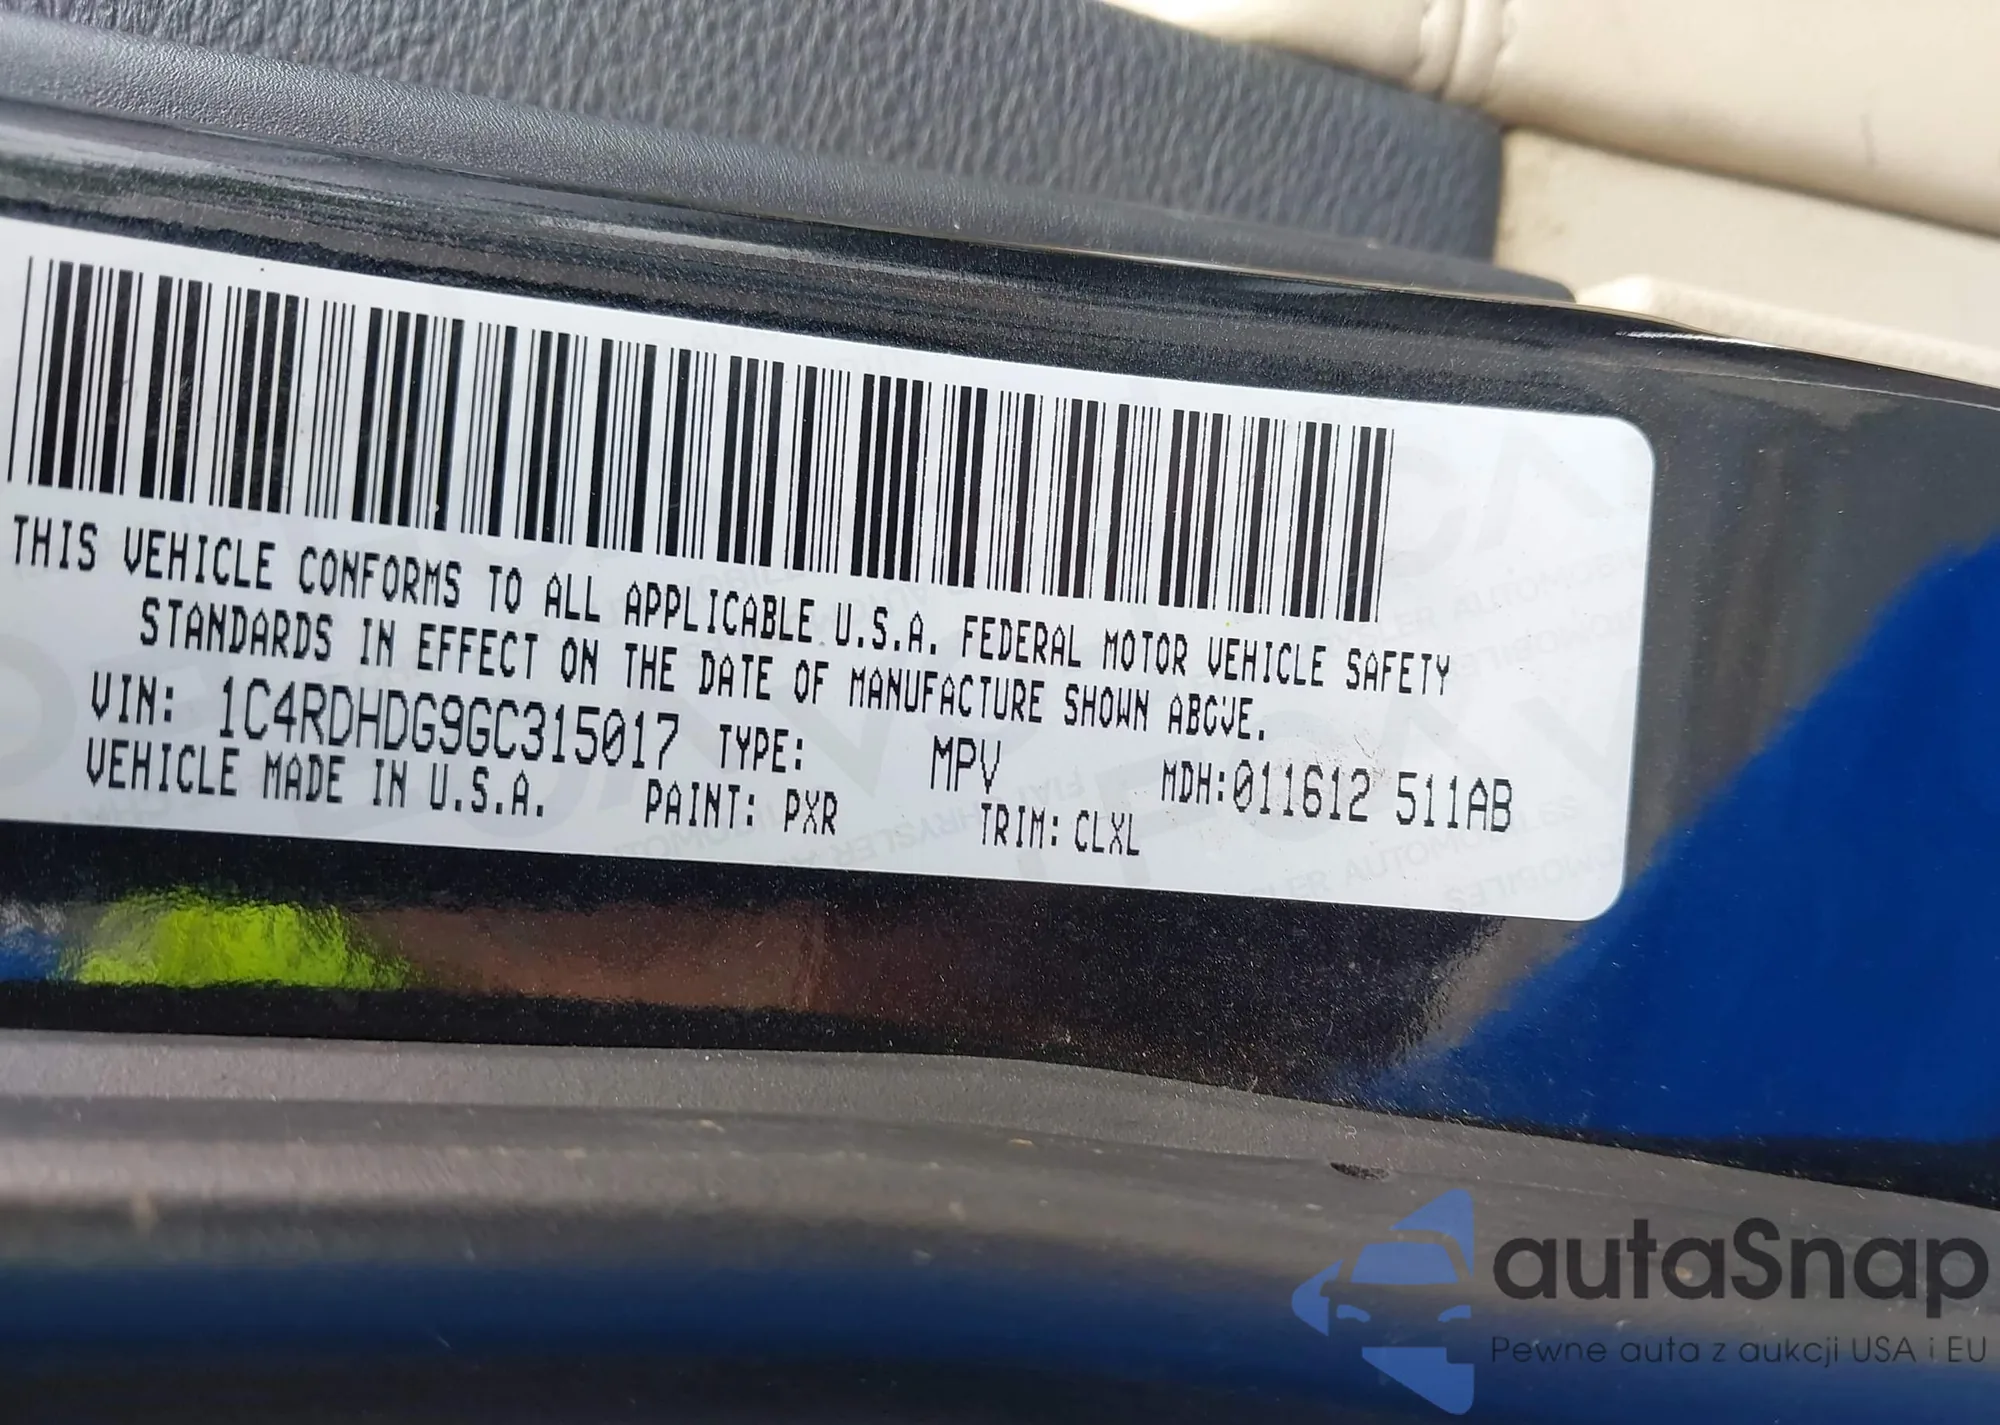 THIS VEHICLE CONFORMS TO ALL APPLICABLE U.S.A. FEDERAL MOTOR VEHICLE SAFETY
STANDARDS IN EFFECT ON THE DATE OF MANUFACTURE SHOWN ABOVE.
VIN: 1C4RDHDG9GC315017 TYPE: MPV MDH:011612 511AB
VEHICLE MADE IN U.S.A. PAINT: PXR TRIM: CLXL
autaSnap
Pewne auta z aukcji USA i EU